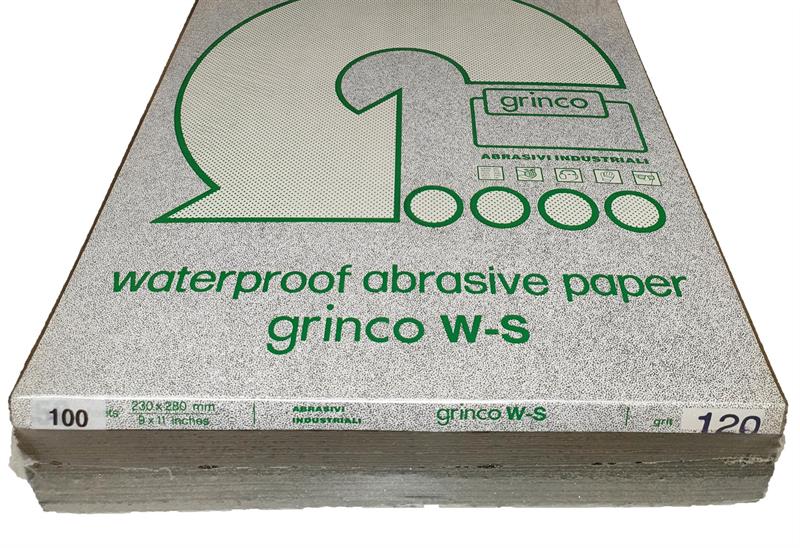 grinco
ABRASIVI INDUSTRIALI
waterproof abrasive paper
grinco W-S
100
230 x 280 mm
9 x 11 inches
ABRASIVI
INDUSTRIALI
grinco W-S
grit 120